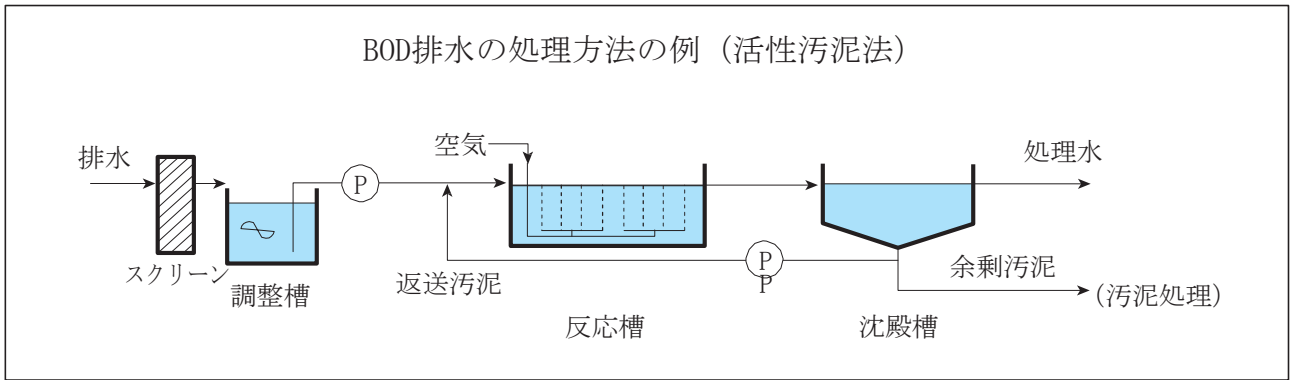 BOD排水の処理方法の例（活性汚泥法）
排水
空気
処理水
P
スクリーン
調整槽
返送汚泥
P
P
余剰汚泥
(汚泥処理)
反応槽
沈殿槽